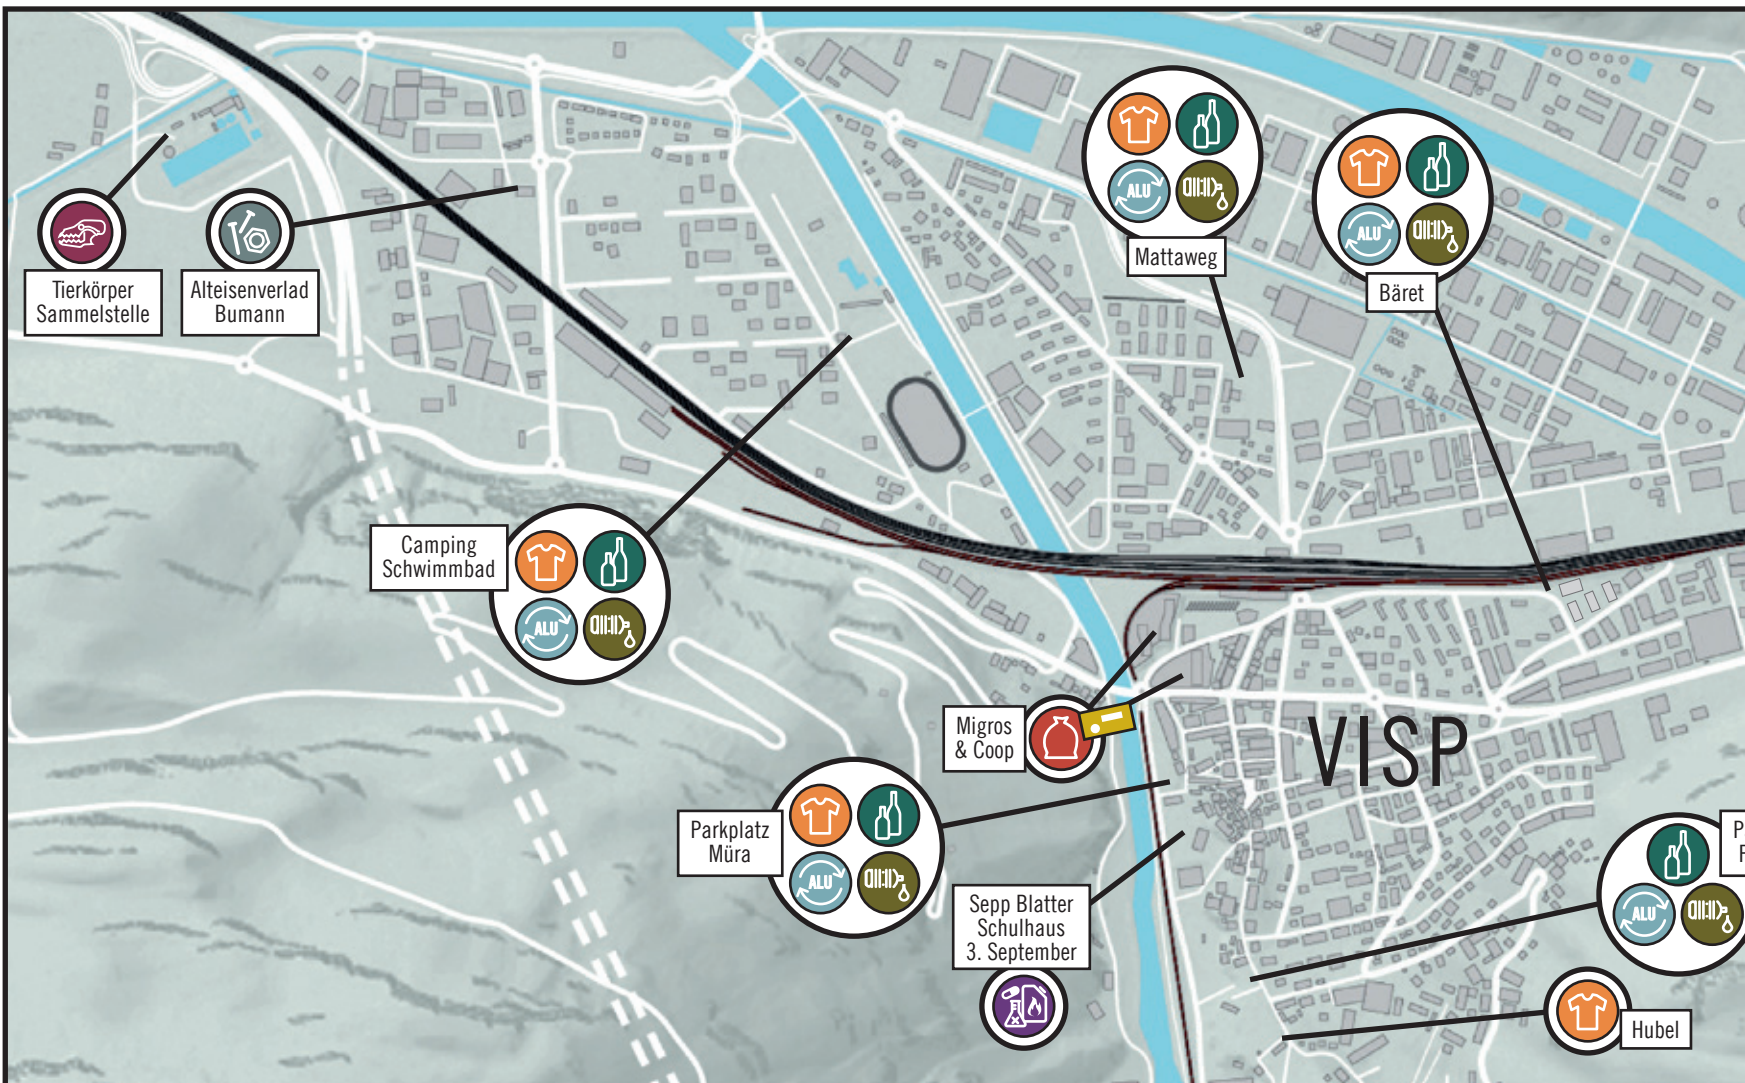 Mattaweg
Bäret
ALU
ALU
Tierkörper
Sammelstelle
Alteisenverlad
Bumann
Camping
Schwimmbad
ALU
Migros
& Coop
VISP
Parkplatz
Müra
ALU
Sepp Blatter
Schulhaus
3. September
ALU
Hubel